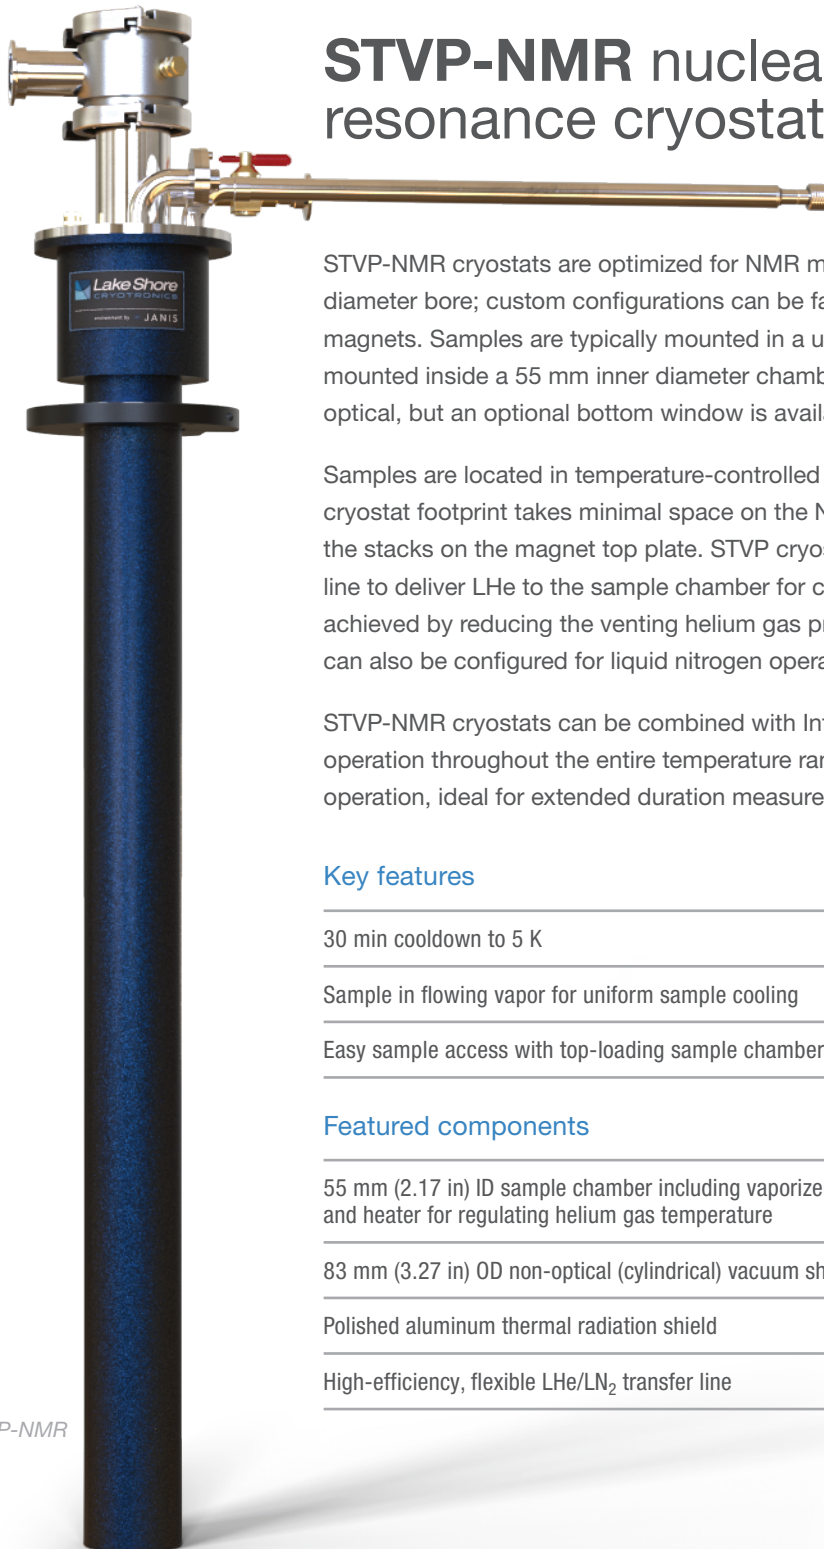 STVP-NMR nuclea
resonance cryostat
Lake Shore
CRYOTRONICS
JANIS
STVP-NMR cryostats are optimized for NMR m
diameter bore; custom configurations can be fa
magnets. Samples are typically mounted in a u
mounted inside a 55 mm inner diameter chamb
optical, but an optional bottom window is avail
Samples are located in temperature-controlled
cryostat footprint takes minimal space on the N
the stacks on the magnet top plate. STVP cryos
line to deliver LHe to the sample chamber for c
achieved by reducing the venting helium gas pr
can also be configured for liquid nitrogen opera
STVP-NMR cryostats can be combined with Inf
operation throughout the entire temperature ran
operation, ideal for extended duration measure
Key features
30 min cooldown to 5 K
Sample in flowing vapor for uniform sample cooling
Easy sample access with top-loading sample chamber
Featured components
55 mm (2.17 in) ID sample chamber including vaporize
and heater for regulating helium gas temperature
83 mm (3.27 in) OD non-optical (cylindrical) vacuum sh
Polished aluminum thermal radiation shield
High-efficiency, flexible LHe/LN₂ transfer line
P-NMR